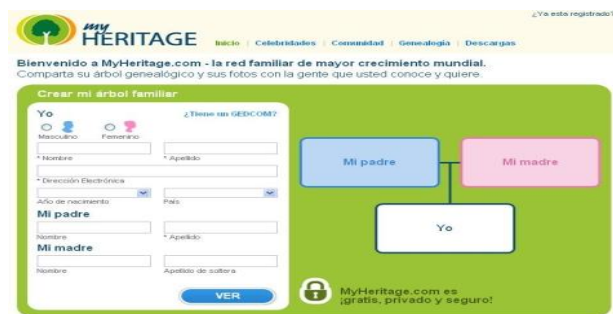 ¿Ya esta registrado?
my
HERITAGE
Inicio | Celebridades | Comunidad | Genealogía | Descargas
Bienvenido a MyHeritage.com - la red familiar de mayor crecimiento mundial.
Comparta su árbol genealógico y sus fotos con la gente que usted conoce y quiere.
Crear mi árbol familiar
Yo ¿Tiene un GEDCOM?
Masculino Femenino
* Nombre * Apellido
* Dirección Electrónica
Año de nacimiento País
Mi padre
Nombre * Apellido
Mi madre
Nombre Apellido de soltera
VER
Mi padre Mi madre
Yo
MyHeritage.com es
¡gratis, privado y seguro!